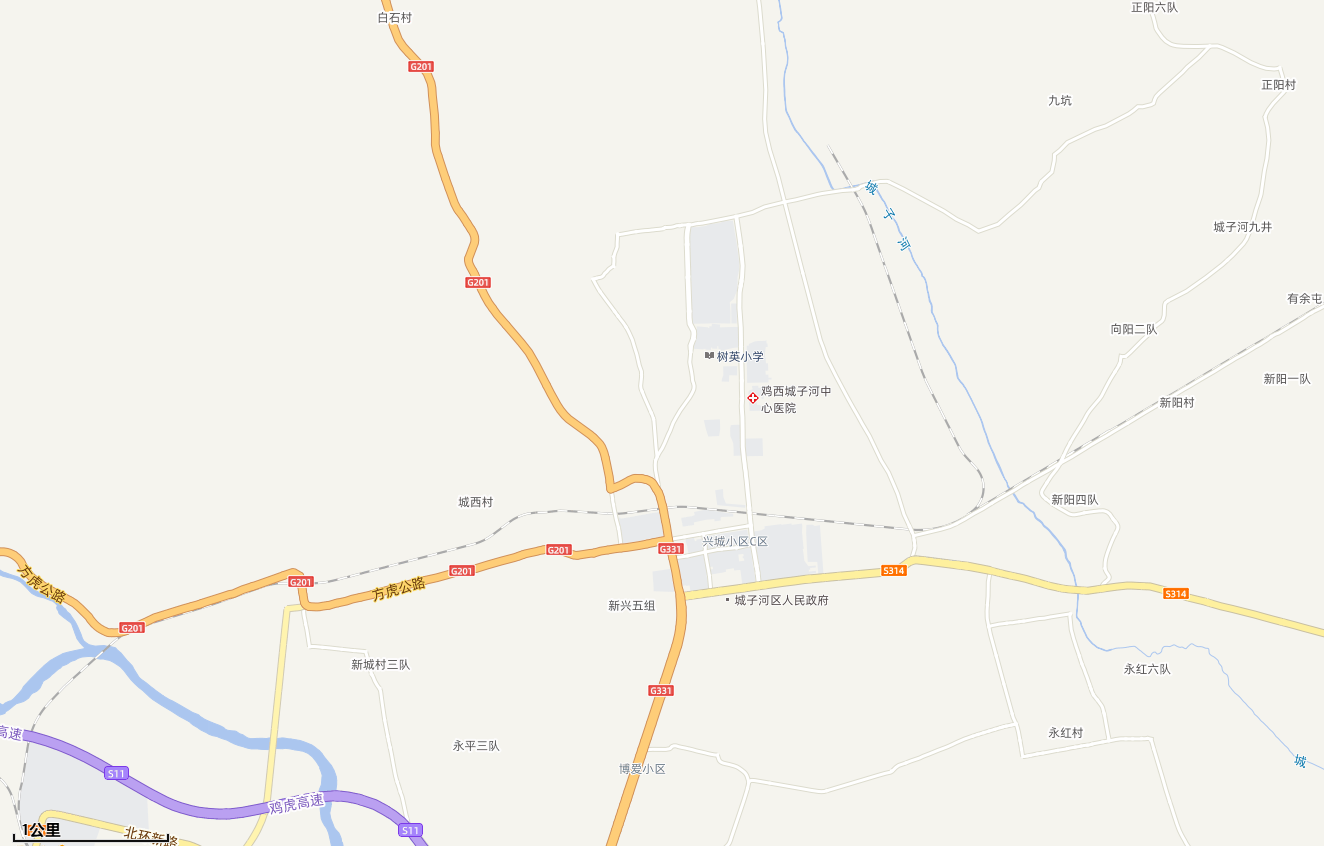 白石村
正阳六队
G201
正阳村
九坑
城子河
城子河九井
G201
有余屯
向阳二队
树英小学
新阳一队
鸡西城子河中
心医院
新阳村
城西村
新阳四队
兴城小区C区
G331
G201
G201
S314
方虎公路
G201
方虎公路
S314
新兴五组
城子河区人民政府
G201
新城村三队
永红六队
G331
高速
永平三队
永红村
博爱小区
城
S11
鸡虎高速
1公里
北环新路
S11